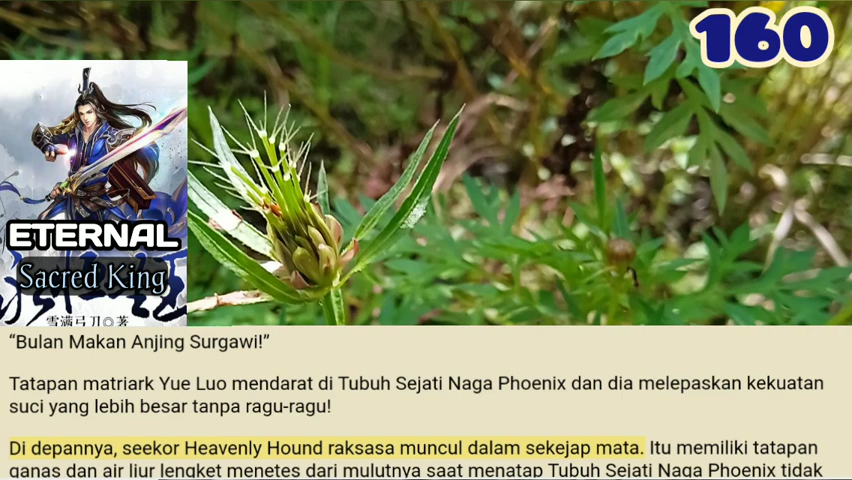 160
ETERNAL
Sacred King
雪满弓刀◎著
“Bulan Makan Anjing Surgawi!”
Tatapan matriark Yue Luo mendarat di Tubuh Sejati Naga Phoenix dan dia melepaskan kekuatan
suci yang lebih besar tanpa ragu-ragu!
Di depannya, seekor Heavenly Hound raksasa muncul dalam sekejap mata. Itu memiliki tatapan
ganas dan air liur lengket menetes dari mulutnya saat menatap Tubuh Sejati Naga Phoenix tidak